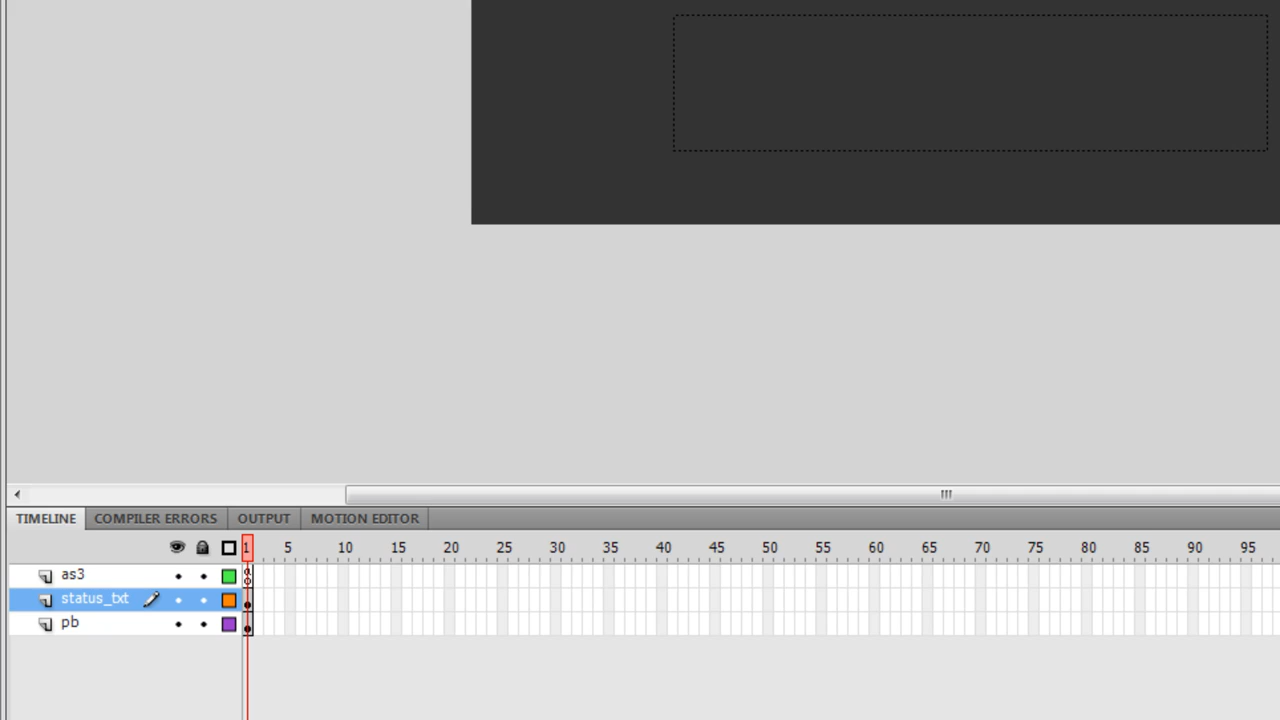 TIMELINE COMPILER ERRORS OUTPUT MOTION EDITOR
1 5 10 15 20 25 30 35 40 45 50 55 60 65 70 75 80 85 90 95
as3
status_txt
pb